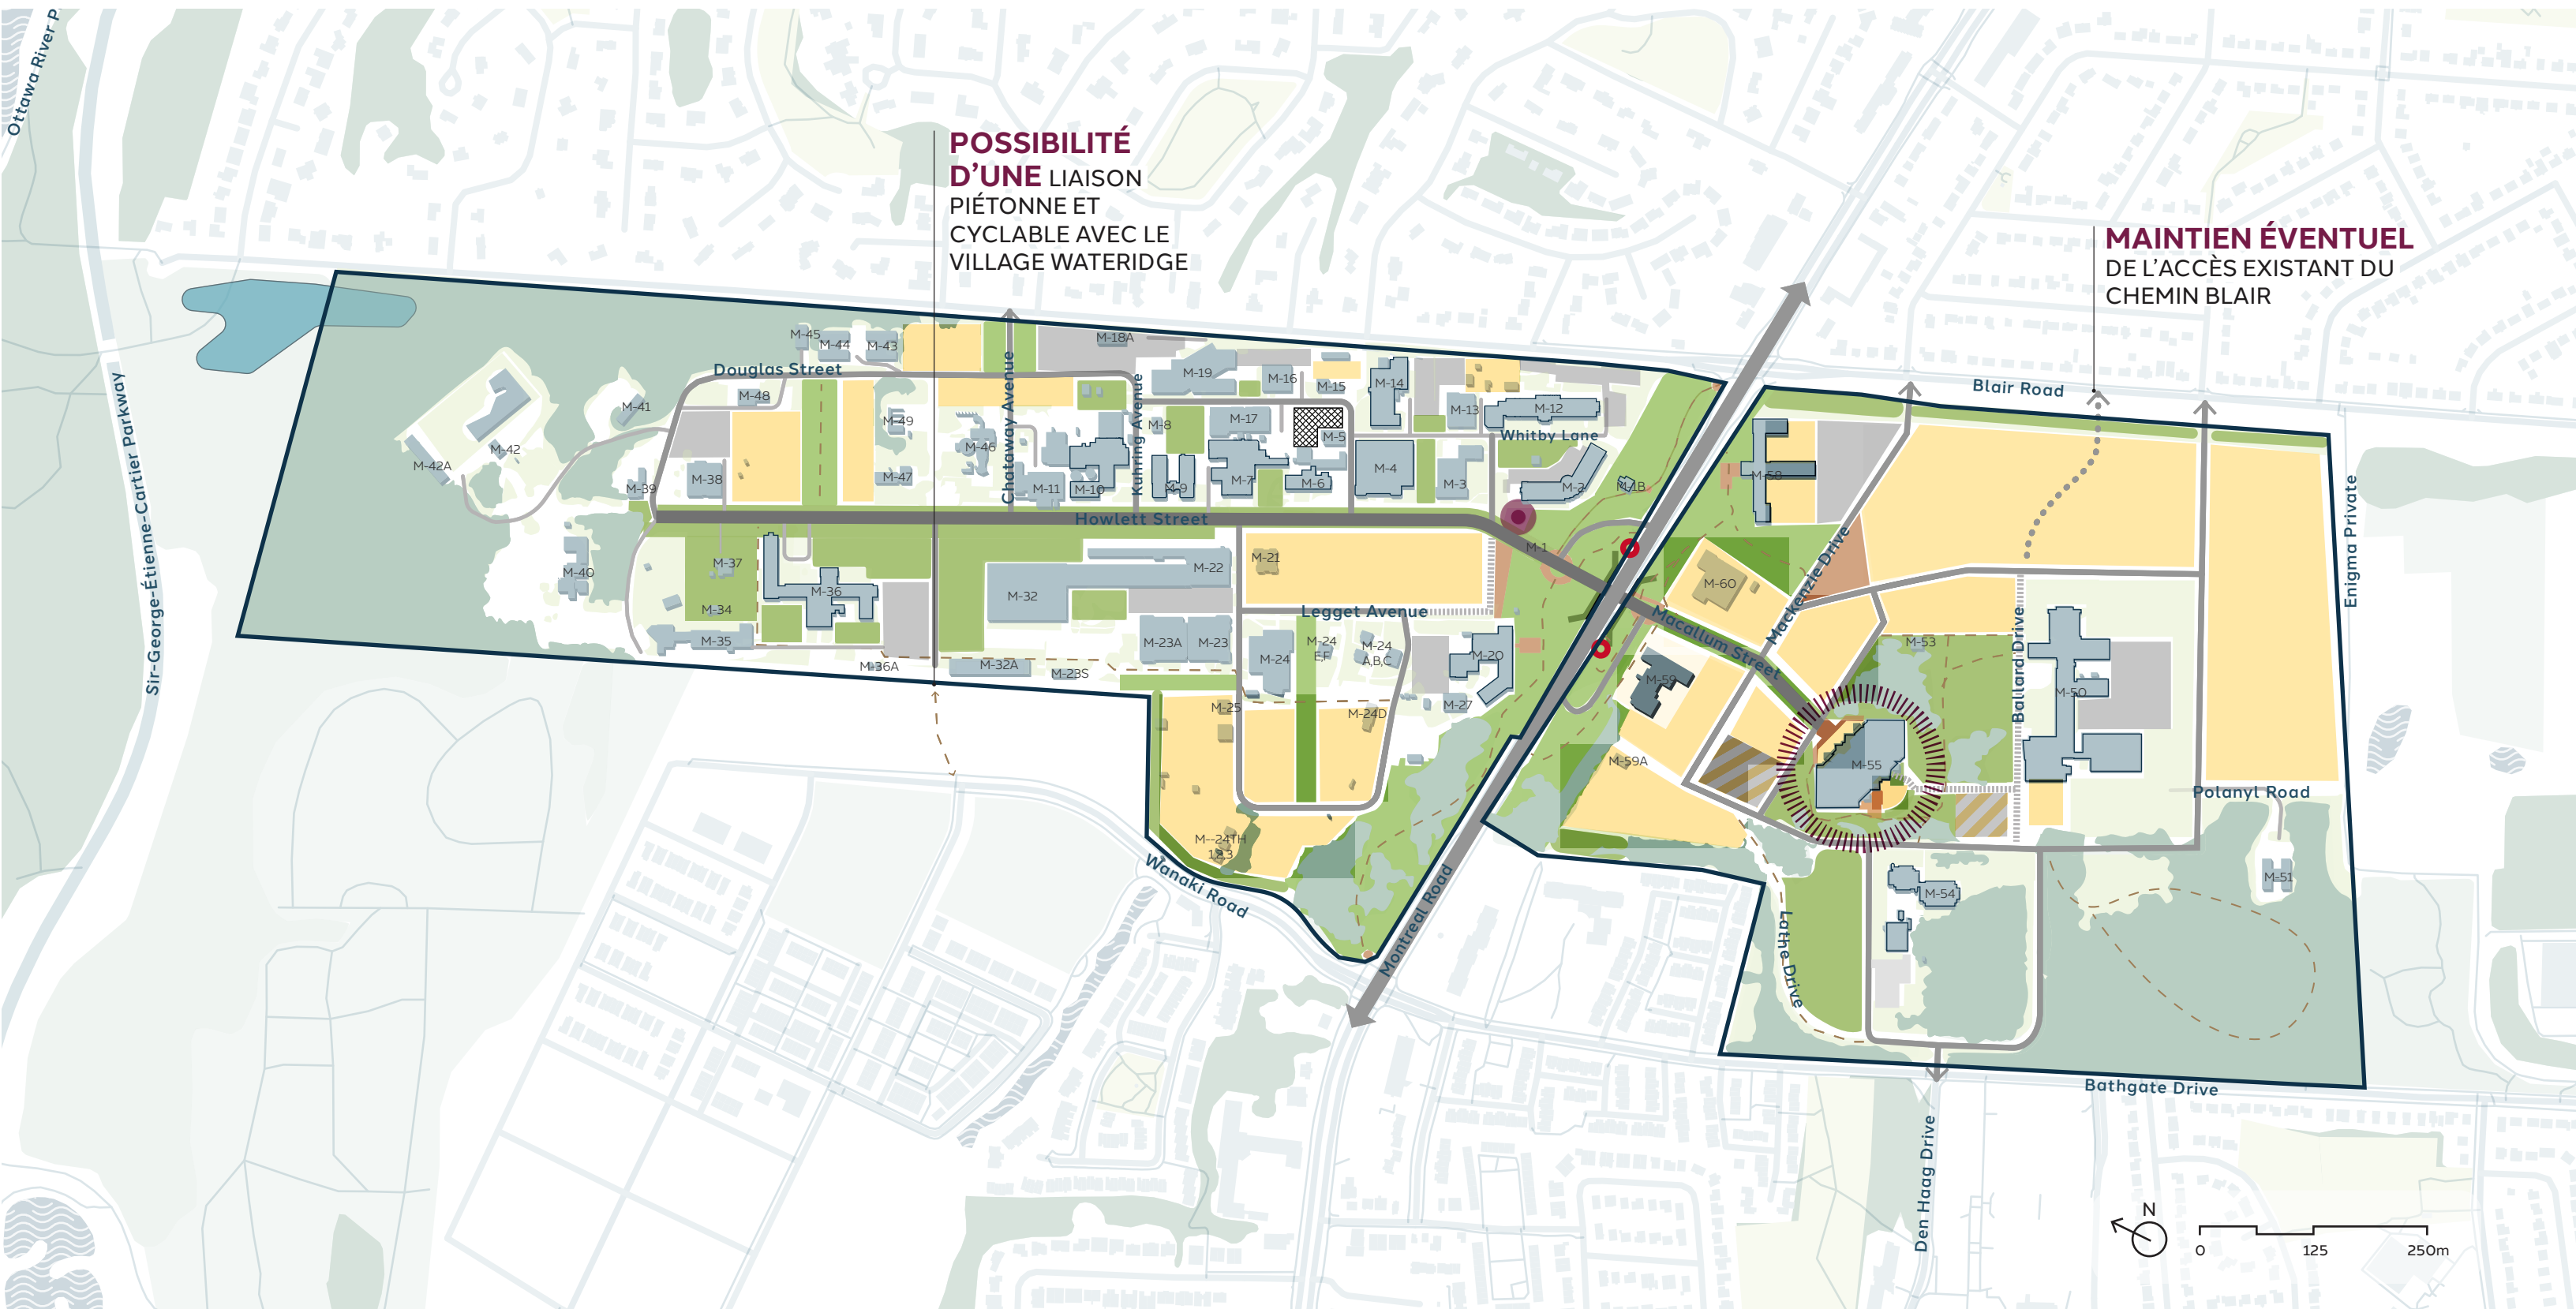 Ottawa River P
POSSIBILITÉ
D'UNE LIAISON
PIÉTONNE ET
CYCLABLE AVEC LE
VILLAGE WATERIDGE
MAINTIEN ÉVENTUEL
DE L'ACCÈS EXISTANT DU
CHEMIN BLAIR
Sir-George-Étienne-Cartier Parkway
Douglas Street
Chataway Avenue
Kuhring Avenue
Howlett Street
Whitby Lane
Legget Avenue
Blair Road
Enigma Private
Mackenzie Drive
Macallum Street
Ballard Drive
Polanyl Road
Wanaki Road
Montreal Road
Lathe Drive
Bathgate Drive
Den Haag Drive
M-45
M-44
M-43
M-18A
M-19
M-16
M-15
M-14
M-13
M-12
M-41
M-48
M-49
M-46
M-8
M-17
M-5
M-42
M-42A
M-39
M-38
M-47
M-11
M-10
M-9
M-7
M-6
M-4
M-3
M-2
M-1B
M-1
M-58
M-40
M-37
M-34
M-36
M-35
M-36A
M-32
M-22
M-21
M-32A
M-23S
M-23A
M-23
M-24
M-24
E,F
M-24
A,B,C
M-20
M-27
M-25
M-24D
M--24TH
1,2,3
M-60
M-59
M-59A
M-53
M-50
M-55
M-54
M-51
N
0
125
250m